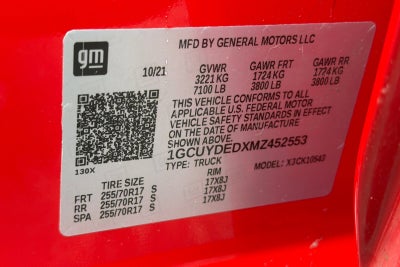 gm
MFD BY GENERAL MOTORS LLC
10/21 GVWR GAWR FRT GAWR RR
3221 KG 1724 KG 1724 KG
7100 LB 3800 LB 3800 LB
THIS VEHICLE CONFORMS TO ALL
APPLICABLE U.S. FEDERAL MOTOR
VEHICLE SAFETY STANDARDS IN EFFECT
ON THE DATE OF MANUFACTURE
1GCUYDEDXMZ452553
TYPE: TRUCK MODEL: X3CK10543
130X
TIRE SIZE RIM
FRT 255/70R17 S 17X8J
RR 255/70R17 S 17X8J
SPA 255/70R17 S 17X8J